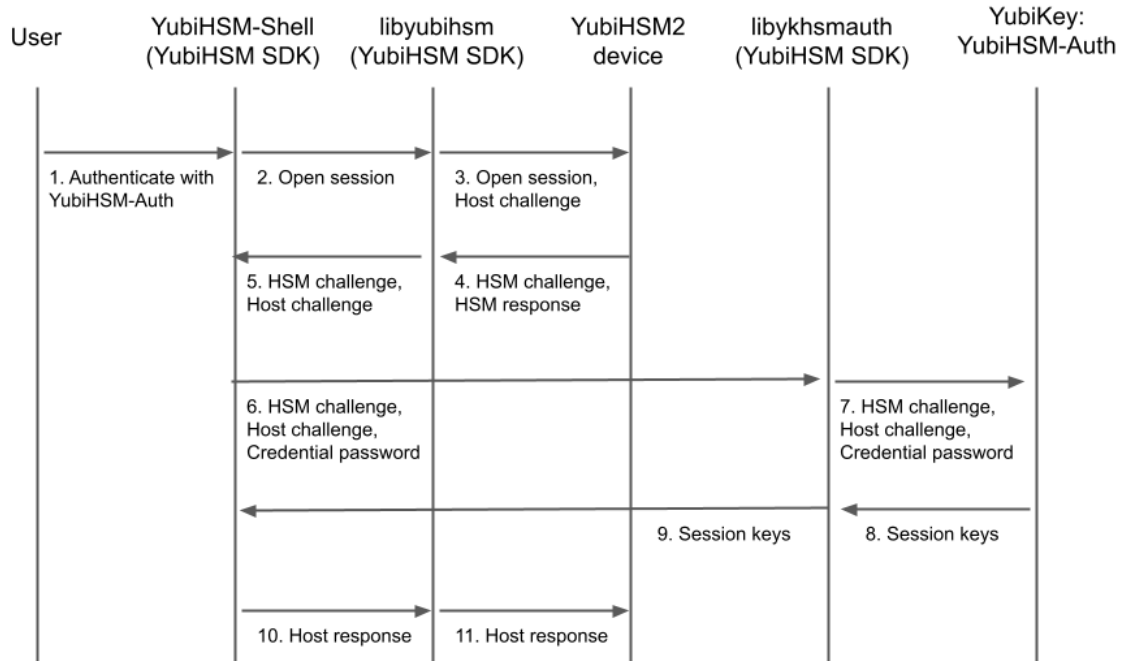 User
YubiHSM-Shell
(YubiHSM SDK)
libyubihsm
(YubiHSM SDK)
YubiHSM2
device
libykhsmauth
(YubiHSM SDK)
YubiKey:
YubiHSM-Auth
1. Authenticate with
YubiHSM-Auth
2. Open session
3. Open session,
Host challenge
5. HSM challenge,
Host challenge
4. HSM challenge,
HSM response
6. HSM challenge,
Host challenge,
Credential password
7. HSM challenge,
Host challenge,
Credential password
9. Session keys
8. Session keys
10. Host response
11. Host response